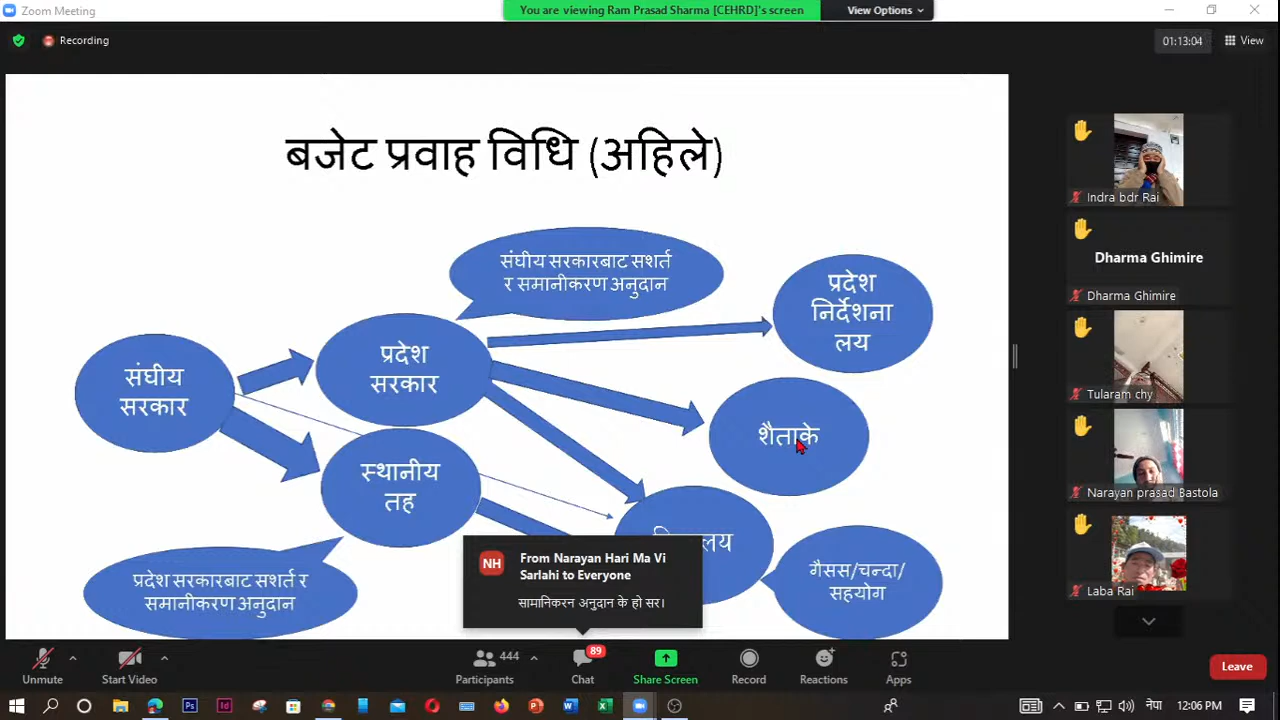 Zoom Meeting
You are viewing Ram Prasad Sharma [CEHRD]'s screen
View Options
Recording
01:13:04
View
बजेट प्रवाह विधि (अहिले)
संघीय सरकारबाट सशर्त
र समानीकरण अनुदान
प्रदेश
निर्देशना
लय
प्रदेश
सरकार
संघीय
सरकार
शैताके
स्थानीय
तह
लय
गैसस/चन्दा/
सहयोग
प्रदेश सरकारबाट सशर्त र
समानीकरण अनुदान
NH
From Narayan Hari Ma Vi
Sarlahi to Everyone
सामानिकरन अनुदान के हो सर।
Indra bdr Rai
Dharma Ghimire
Dharma Ghimire
Tularam chy
Narayan prasad Bastola
Laba Rai
Unmute
Start Video
444
Participants
89
Chat
Share Screen
Record
Reactions
Apps
Leave
Ps
Id
नेपा
12:06 PM